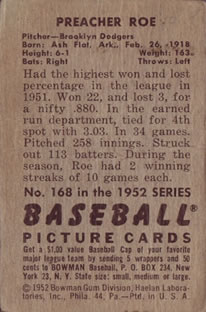 PREACHER ROE
Pitcher—Brooklyn Dodgers
Born: Ash Flat, Ark., Feb. 26, 1918
Height: 6-1 Weight: 163
Bats: Right Throws: Left
Had the highest won and lost
percentage in the league in
1951. Won 22, and lost 3, for
a nifty .880. In the earned
run department, tied for 4th
spot with 3.03. In 34 games.
Pitched 258 innings. Struck
out 113 batters. During the
season, Roe had 2 winning
streaks of 10 games each.
No. 168 in the 1952 SERIES
BASEBALL®
PICTURE CARDS
Get a $1.00 value Baseball Cap of your favorite
major league team by sending 5 wrappers and 50
cents to BOWMAN Baseball, P. O. BOX 234, New
York 23, N. Y. State size: small, medium or large.
©1952 Bowman Gum Division, Haelan Labora-
tories, Inc., Phila. 44, Pa.—Ptf. in U. S. A.